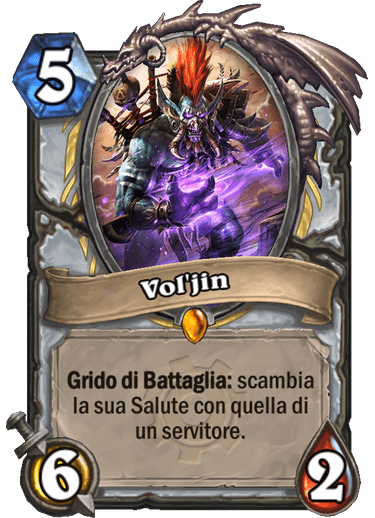 5
Vol'jin
Grido di Battaglia: scambia
la sua Salute con quella di
un servitore.
6
2